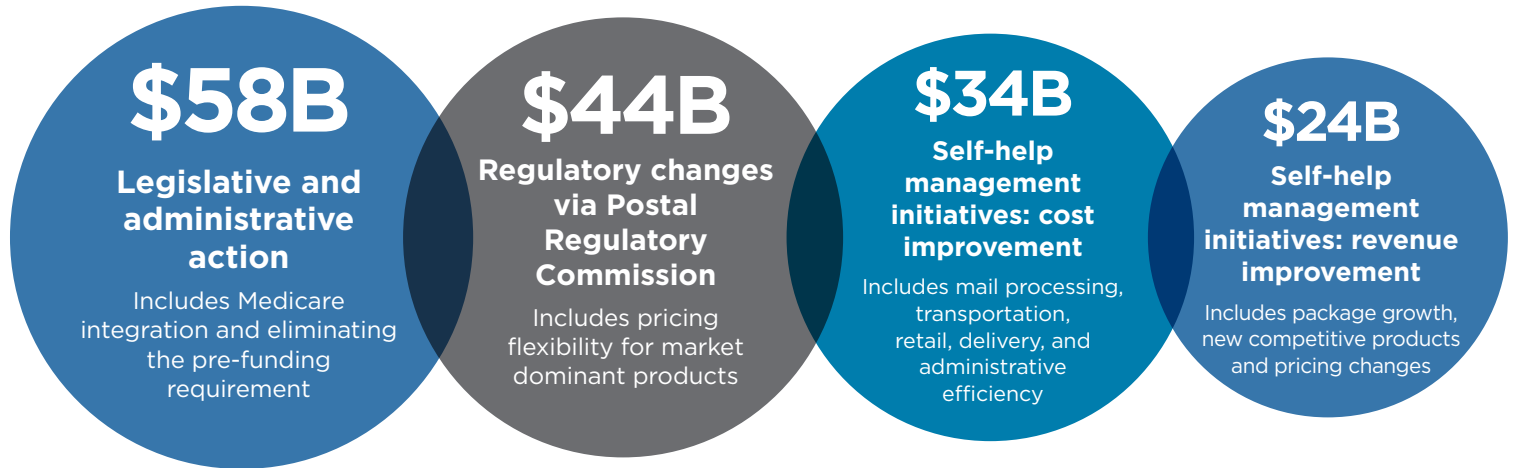 $58B
Legislative and
administrative
action
Includes Medicare
integration and eliminating
the pre-funding
requirement
$44B
Regulatory changes
via Postal
Regulatory
Commission
Includes pricing
flexibility for market
dominant products
$34B
Self-help
management
initiatives: cost
improvement
Includes mail processing,
transportation,
retail, delivery, and
administrative
efficiency
$24B
Self-help
management
initiatives: revenue
improvement
Includes package growth,
new competitive products
and pricing changes